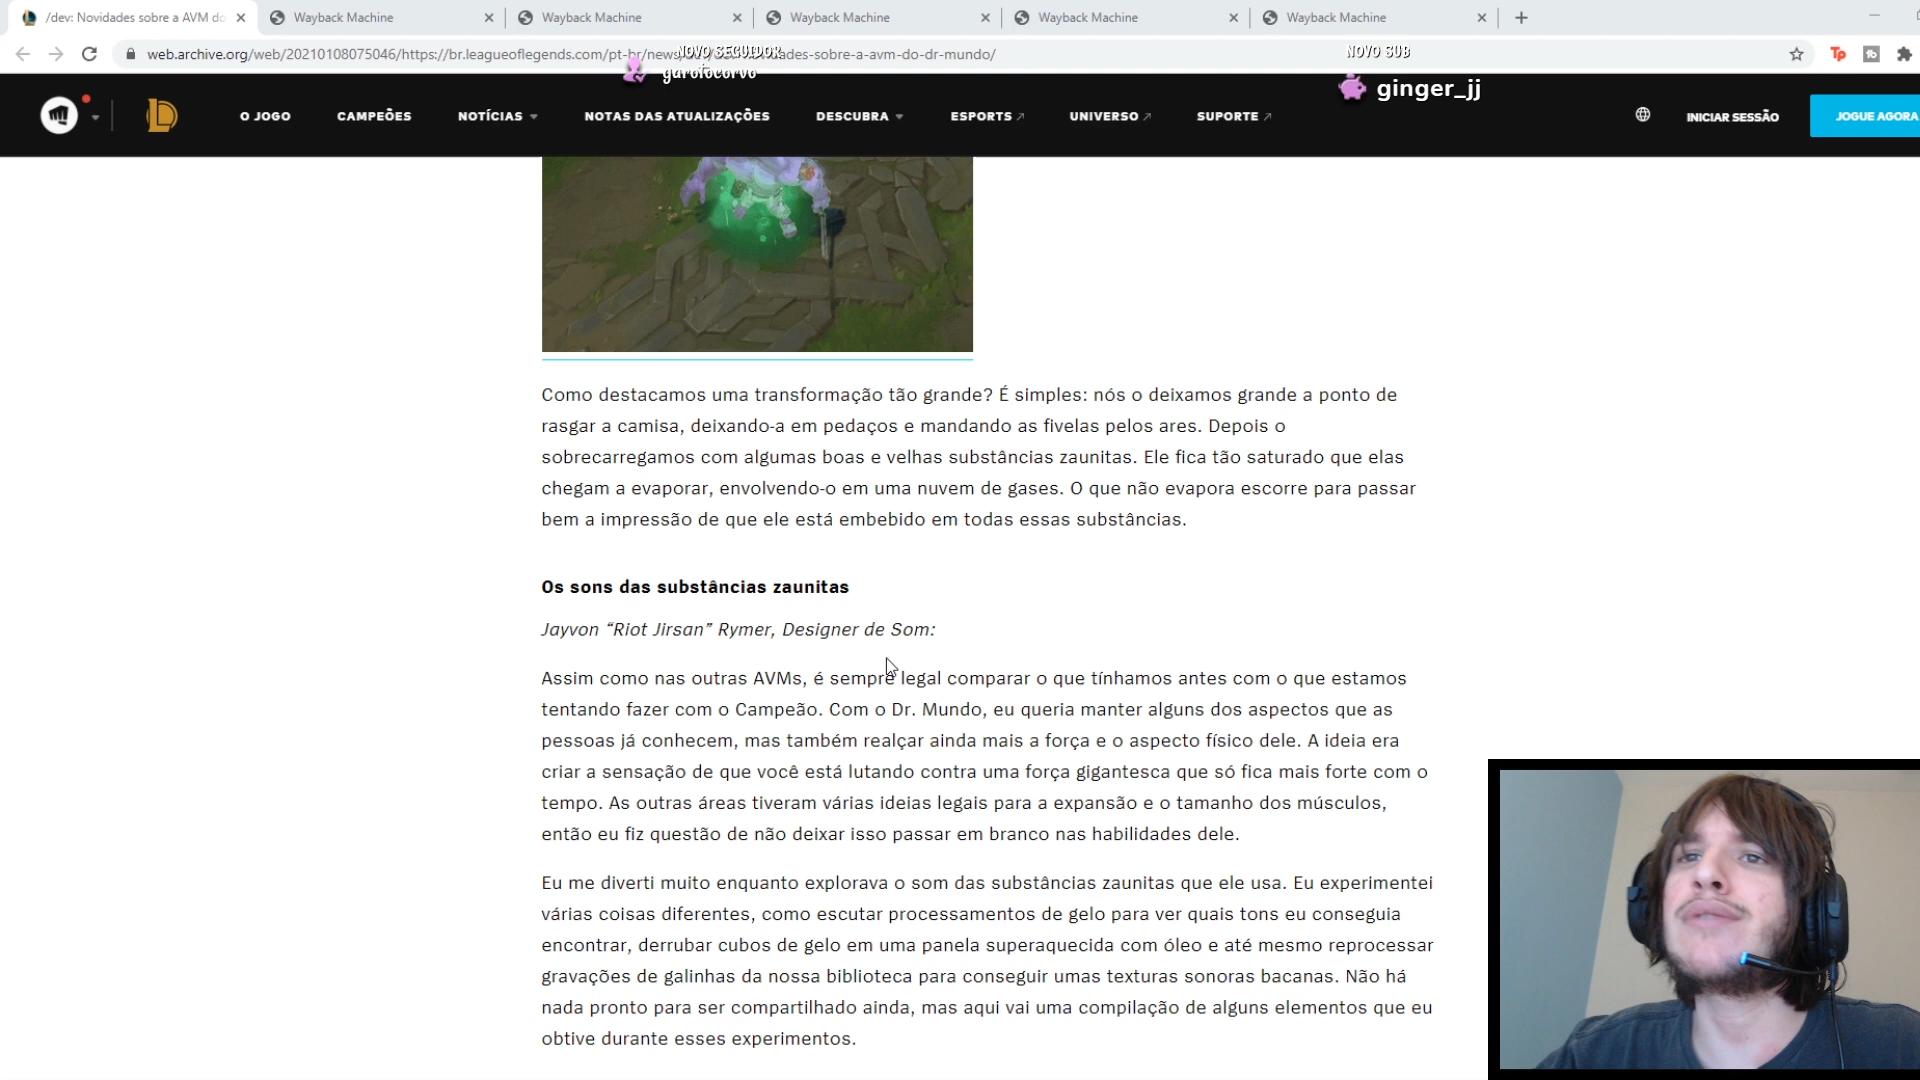 /dev: Novidades sobre a AVM do
Wayback Machine
Wayback Machine
Wayback Machine
Wayback Machine
Wayback Machine
web.archive.org/web/20210108075046/https://br.leagueoflegends.com/pt-br/news/dev/dev-novidades-sobre-a-avm-do-dr-mundo/
NOVO SEGUIDOR
garotocorvo
NOVO SUB
ginger_jj
O JOGO
CAMPEÕES
NOTÍCIAS
NOTAS DAS ATUALIZAÇÕES
DESCUBRA
ESPORTS
UNIVERSO
SUPORTE
INICIAR SESSÃO
JOGUE AGORA
Como destacamos uma transformação tão grande? É simples: nós o deixamos grande a ponto de
rasgar a camisa, deixando-a em pedaços e mandando as fivelas pelos ares. Depois o
sobrecarregamos com algumas boas e velhas substâncias zaunitas. Ele fica tão saturado que elas
chegam a evaporar, envolvendo-o em uma nuvem de gases. O que não evapora escorre para passar
bem a impressão de que ele está embebido em todas essas substâncias.
Os sons das substâncias zaunitas
Jayvon “Riot Jirsan” Rymer, Designer de Som:
Assim como nas outras AVMs, é sempre legal comparar o que tínhamos antes com o que estamos
tentando fazer com o Campeão. Com o Dr. Mundo, eu queria manter alguns dos aspectos que as
pessoas já conhecem, mas também realçar ainda mais a força e o aspecto físico dele. A ideia era
criar a sensação de que você está lutando contra uma força gigantesca que só fica mais forte com o
tempo. As outras áreas tiveram várias ideias legais para a expansão e o tamanho dos músculos,
então eu fiz questão de não deixar isso passar em branco nas habilidades dele.
Eu me diverti muito enquanto explorava o som das substâncias zaunitas que ele usa. Eu experimentei
várias coisas diferentes, como escutar processamentos de gelo para ver quais tons eu conseguia
encontrar, derrubar cubos de gelo em uma panela superaquecida com óleo e até mesmo reprocessar
gravações de galinhas da nossa biblioteca para conseguir umas texturas sonoras bacanas. Não há
nada pronto para ser compartilhado ainda, mas aqui vai uma compilação de alguns elementos que eu
obtive durante esses experimentos.